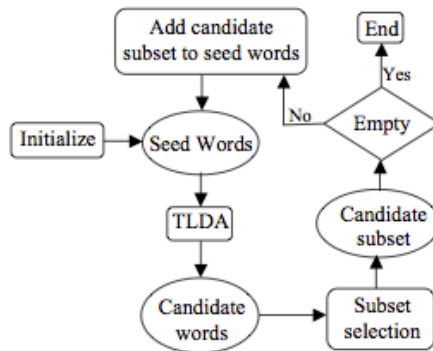 Add candidate
subset to seed words
End
Yes
No
Empty
Initialize
Seed Words
TLDA
Candidate
subset
Candidate
words
Subset
selection